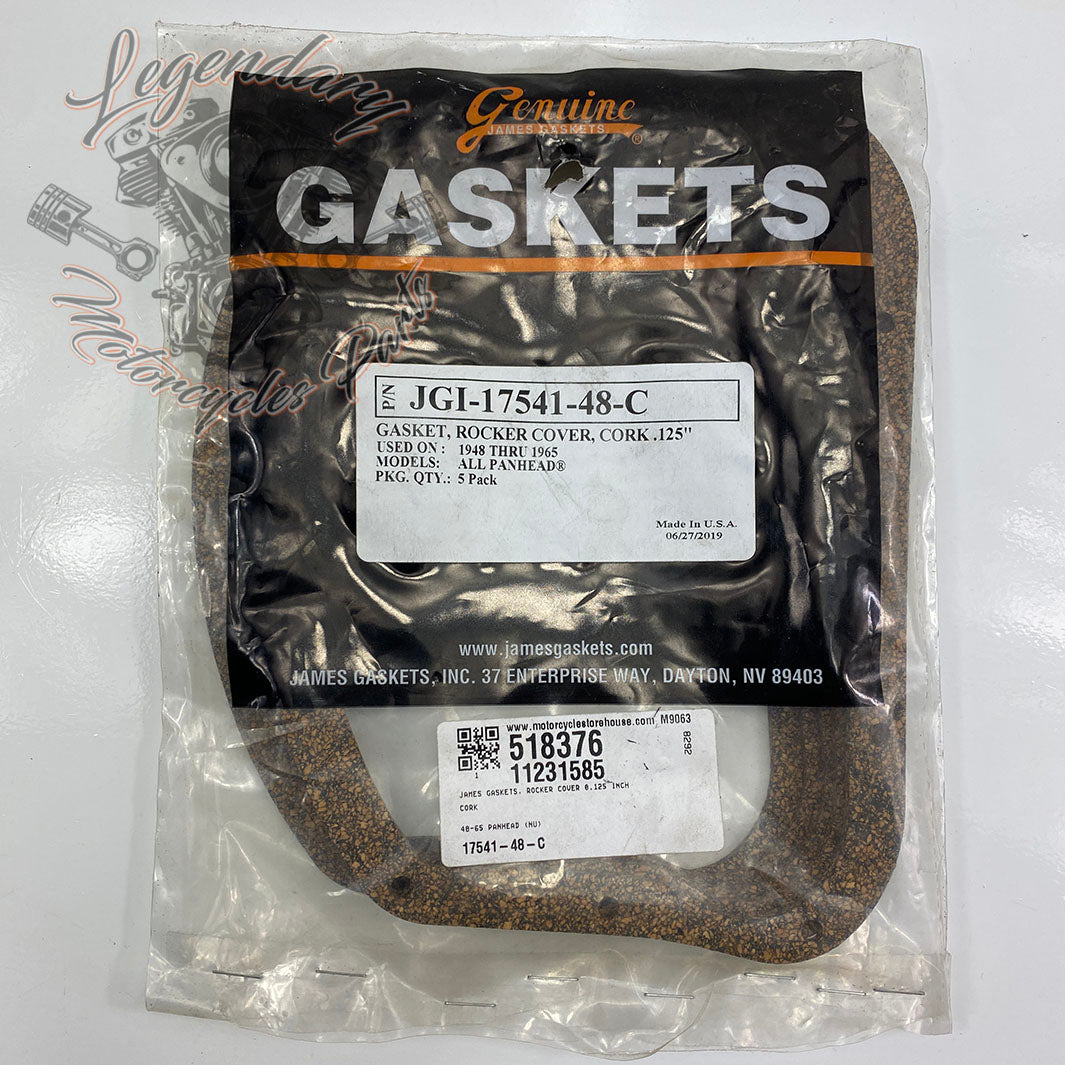 Legendary
Motorcycles Parts
Genuine
JAMES GASKETS
®
GASKETS
P/N JGI-17541-48-C
GASKET, ROCKER COVER, CORK .125"
USED ON : 1948 THRU 1965
MODELS: ALL PANHEAD®
PKG. QTY.: 5 Pack
Made In U.S.A.
06/27/2019
www.jamesgaskets.com
JAMES GASKETS, INC. 37 ENTERPRISE WAY, DAYTON, NV 89403
www.motorcyclestorehouse.com M9063
8292
518376
1
11231585
JAMES GASKETS, ROCKER COVER 0.125 INCH
CORK
48-65 PANHEAD (NU)
17541-48-C